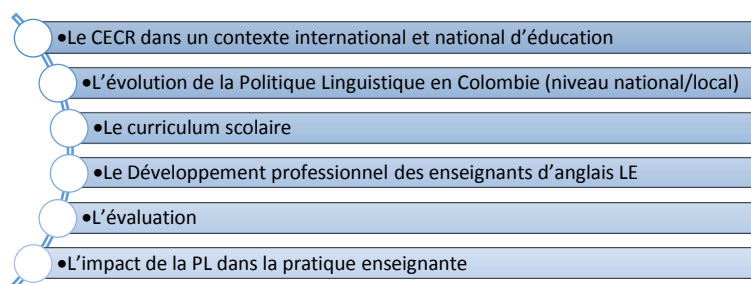 •Le CECR dans un contexte international et national d’éducation
•L’évolution de la Politique Linguistique en Colombie (niveau national/local)
•Le curriculum scolaire
•Le Développement professionnel des enseignants d’anglais LE
•L’évaluation
•L’impact de la PL dans la pratique enseignante